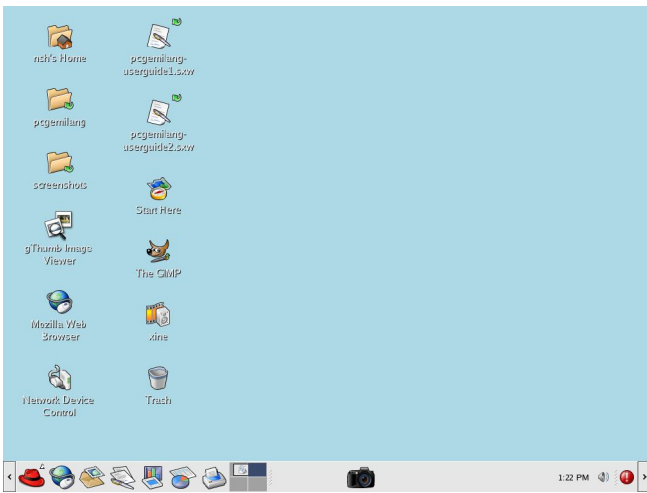 nsh's Home
pcgemilang
screenshots
gThumb Image
Viewer
Mozilla Web
Browser
Network Device
Control
pcgemilang-
userguide1.sxw
pcgemilang-
userguide2.sxw
Start Here
The GIMP
xine
Trash
1:22 PM